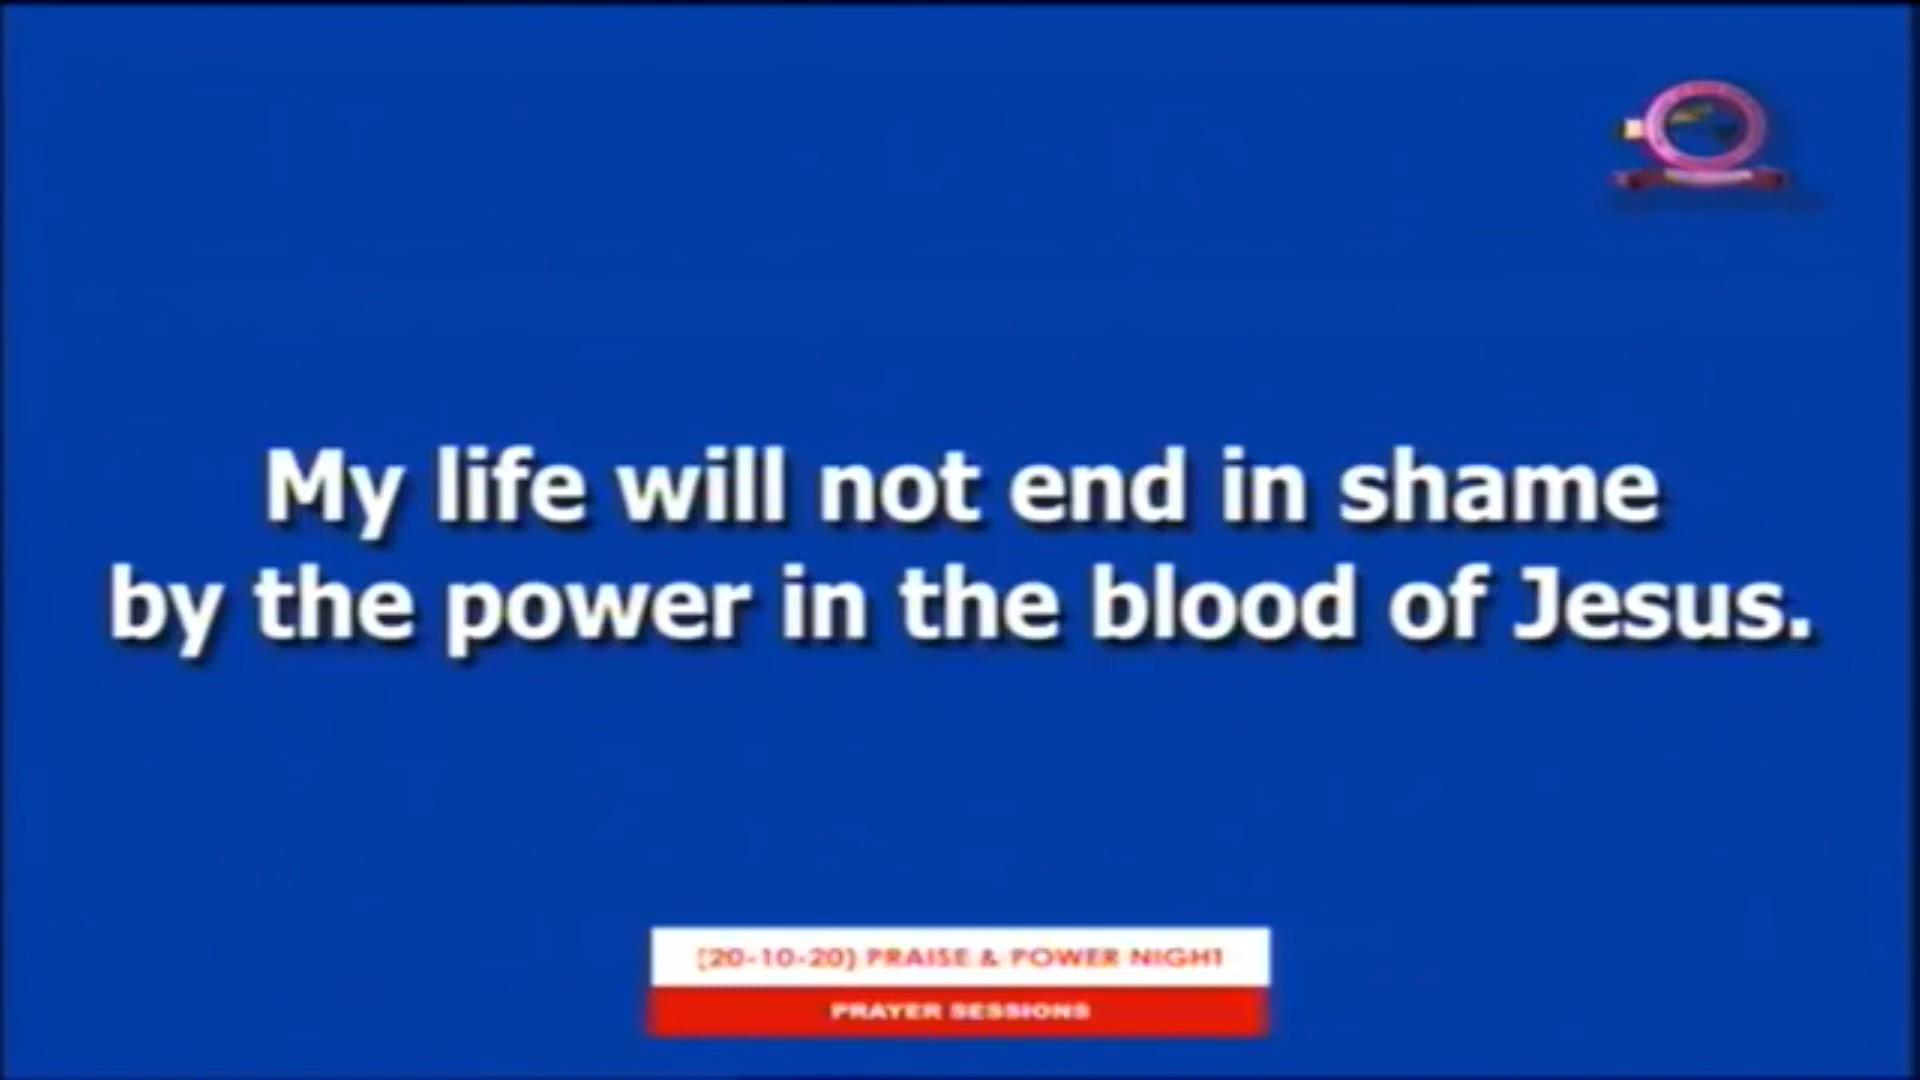 My life will not end in shame
by the power in the blood of Jesus.
[20-10-20] PRAISE & POWER NIGHT
PRAYER SESSIONS